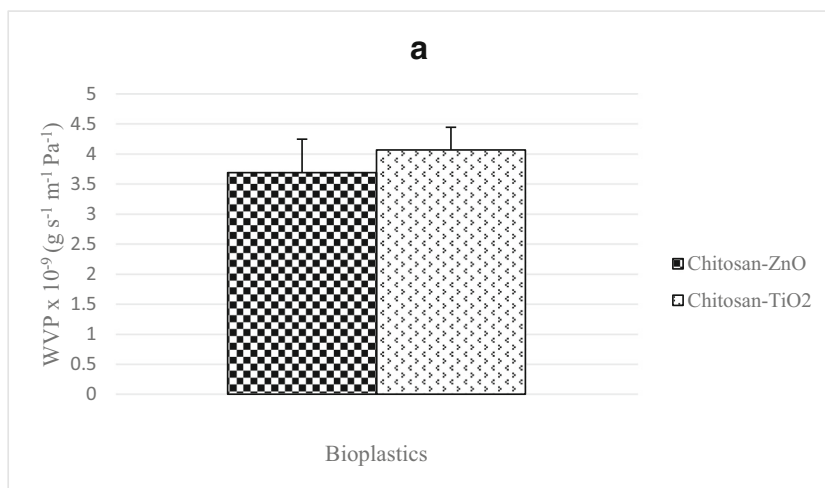 a
5
4.5
4
3.5
3
2.5
2
1.5
1
0.5
0
WVP x 10⁻⁹ (g s⁻¹ m⁻¹ Pa⁻¹)
Chitosan-ZnO
Chitosan-TiO2
Bioplastics